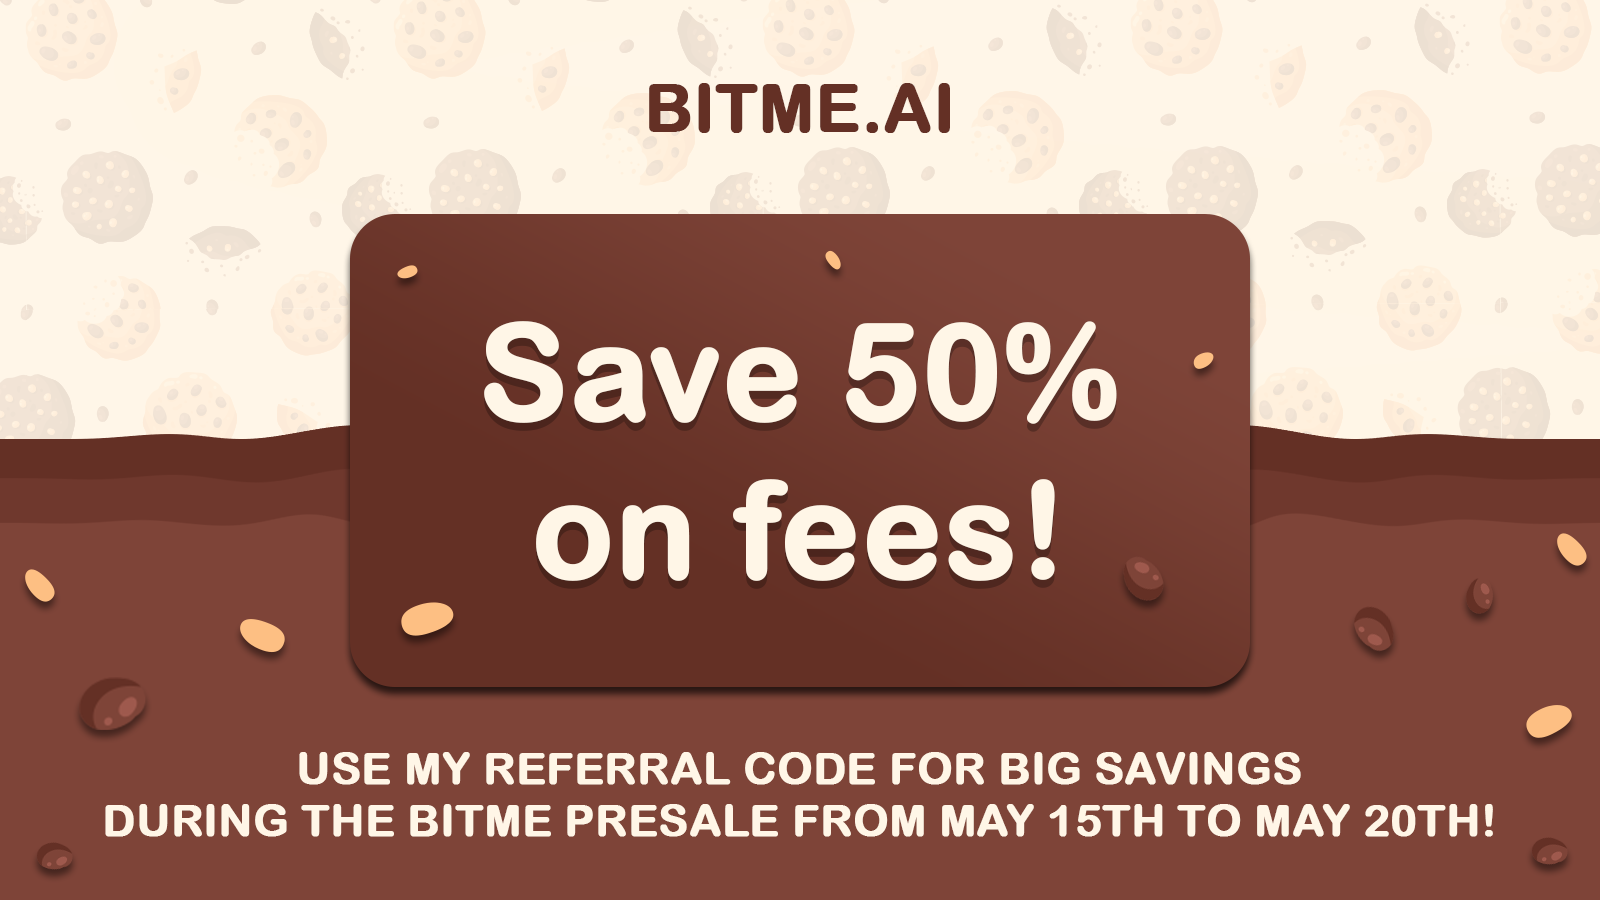 BITME.AI
Save 50%
on fees!
USE MY REFERRAL CODE FOR BIG SAVINGS
DURING THE BITME PRESALE FROM MAY 15TH TO MAY 20TH!